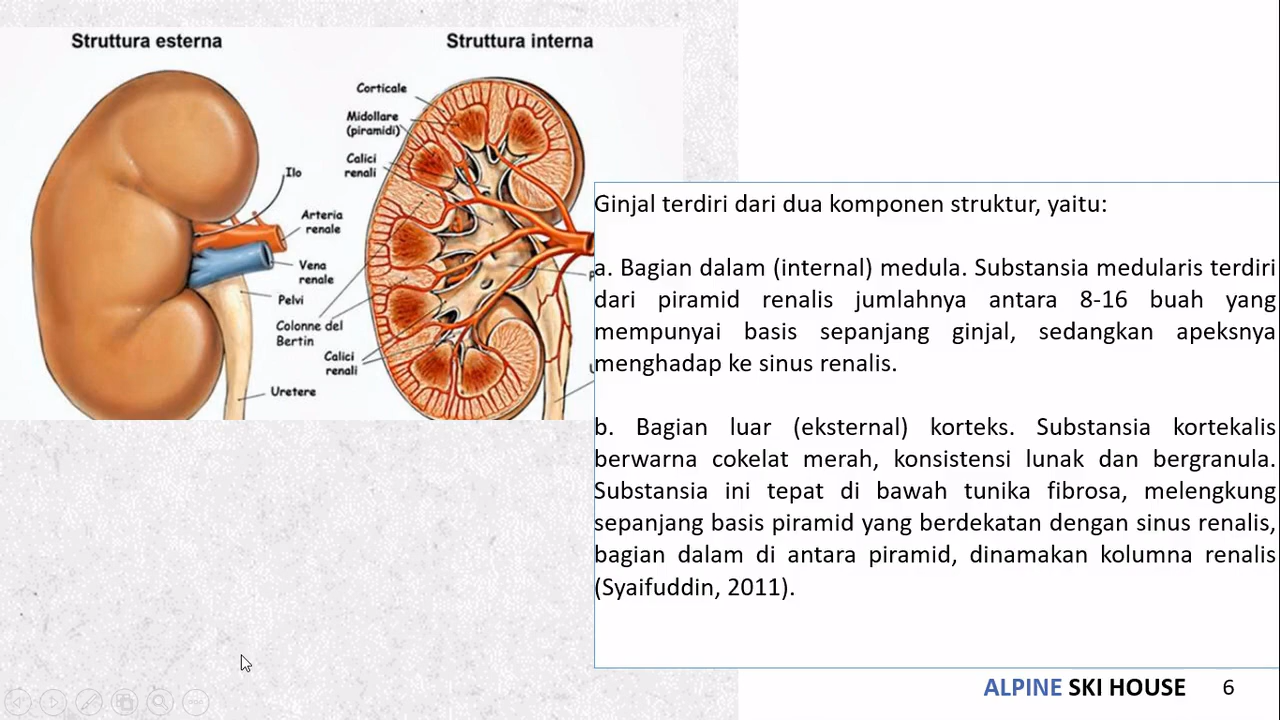 Struttura esterna
Struttura interna
Ilo
Arteria
renale
Vena
renale
Pelvi
Uretere
Corticale
Midollare
(piramidi)
Calici
renali
Colonne del
Bertin
Calici
renali
Ginjal terdiri dari dua komponen struktur, yaitu:
a. Bagian dalam (internal) medula. Substansia medularis terdiri
dari piramid renalis jumlahnya antara 8-16 buah yang
mempunyai basis sepanjang ginjal, sedangkan apeksnya
menghadap ke sinus renalis.
b. Bagian luar (eksternal) korteks. Substansia kortekalis
berwarna cokelat merah, konsistensi lunak dan bergranula.
Substansia ini tepat di bawah tunika fibrosa, melengkung
sepanjang basis piramid yang berdekatan dengan sinus renalis,
bagian dalam di antara piramid, dinamakan kolumna renalis
(Syaifuddin, 2011).
ALPINE SKI HOUSE 6